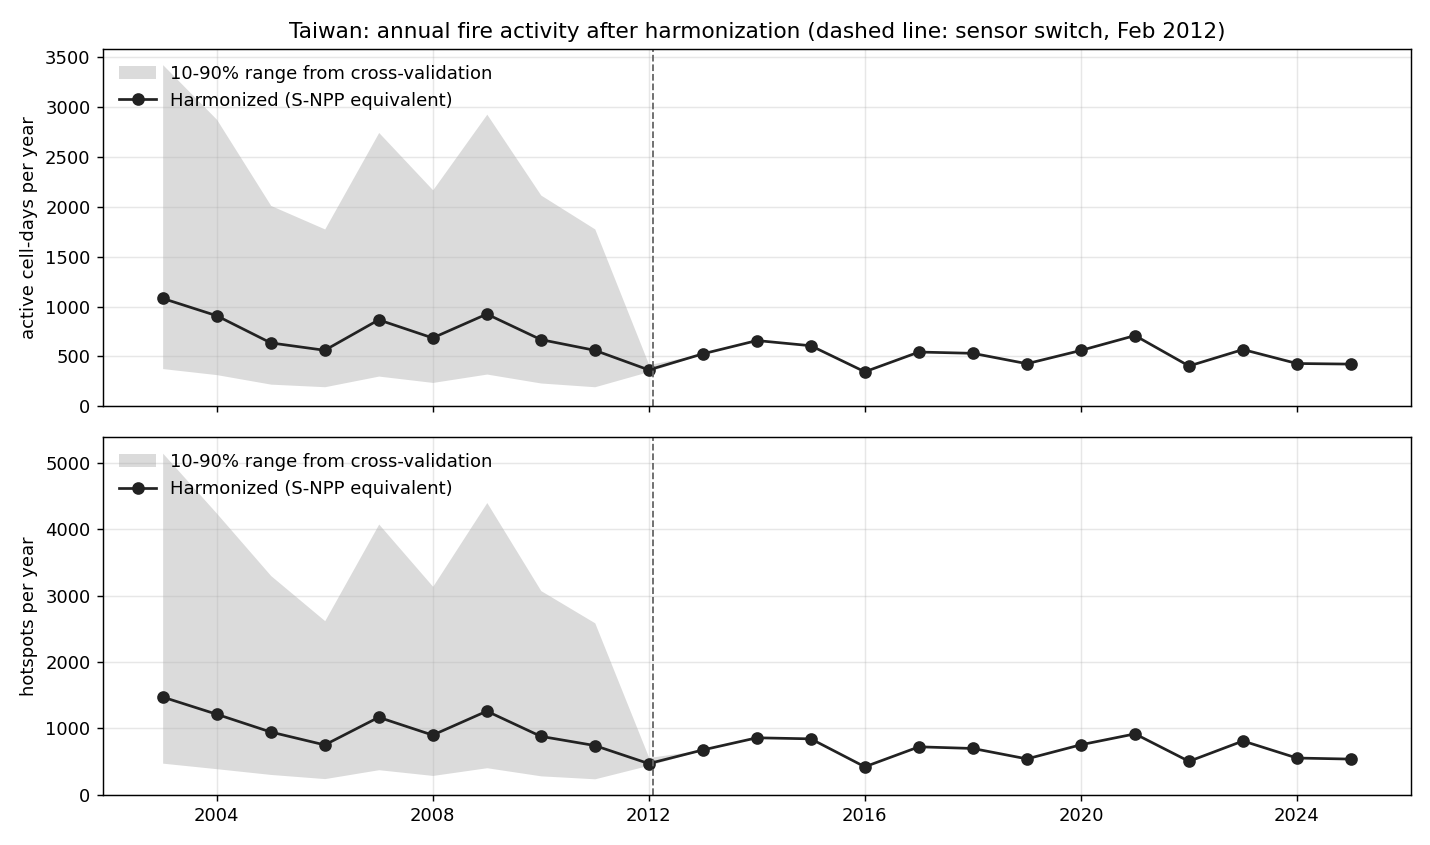 Taiwan: annual fire activity after harmonization (dashed line: sensor switch, Feb 2012)
active cell-days per year
3500
3000
2500
2000
1500
1000
500
0
10-90% range from cross-validation
Harmonized (S-NPP equivalent)
hotspots per year
5000
4000
3000
2000
1000
0
10-90% range from cross-validation
Harmonized (S-NPP equivalent)
2004 2008 2012 2016 2020 2024